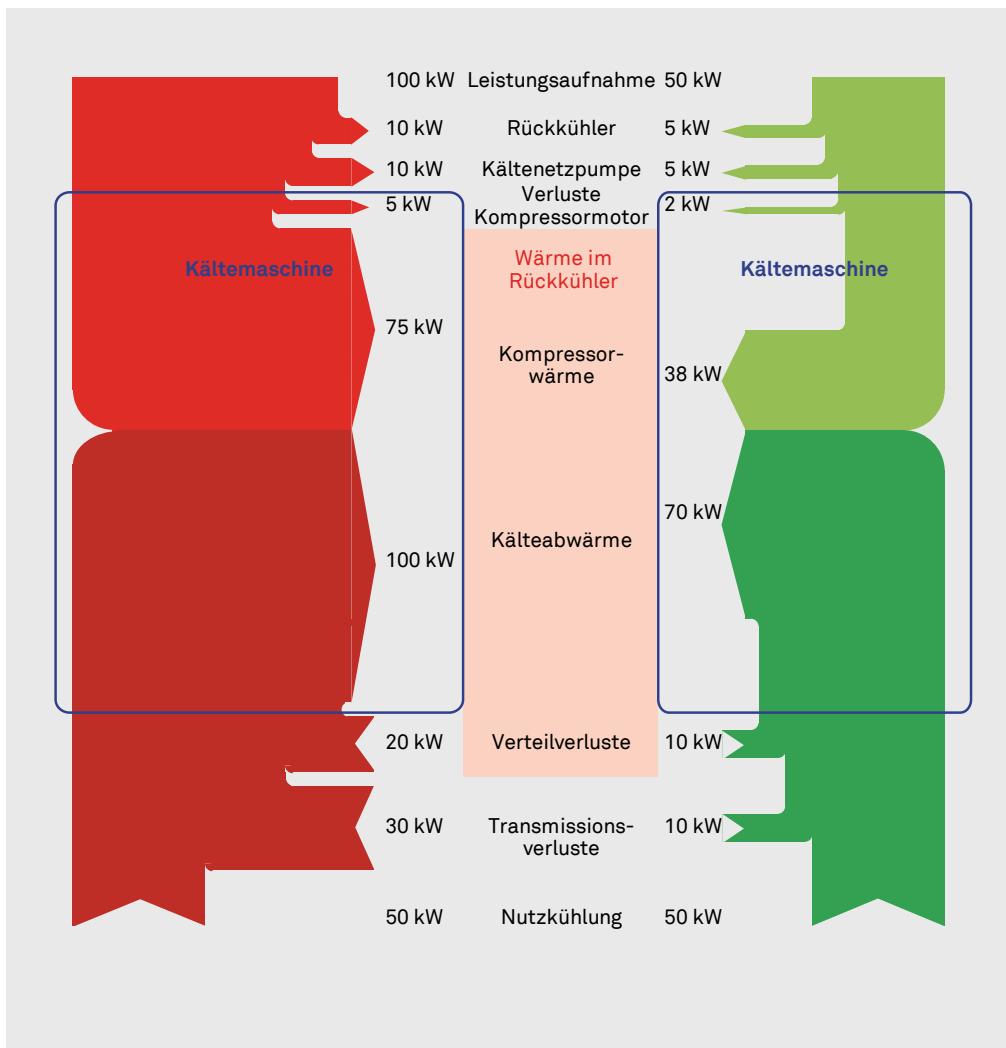 100 kW Leistungsaufnahme 50 kW
10 kW Rückkühler 5 kW
10 kW Kältenetzpumpe 5 kW
Verluste
5 kW Kompressormotor 2 kW
Kältemaschine Wärme im Kältemaschine
Rückkühler
75 kW
Kompressor-
wärme 38 kW
70 kW
Kälteabwärme
100 kW
20 kW Verteilverluste 10 kW
30 kW Transmissions- 10 kW
verluste
50 kW Nutzkühlung 50 kW